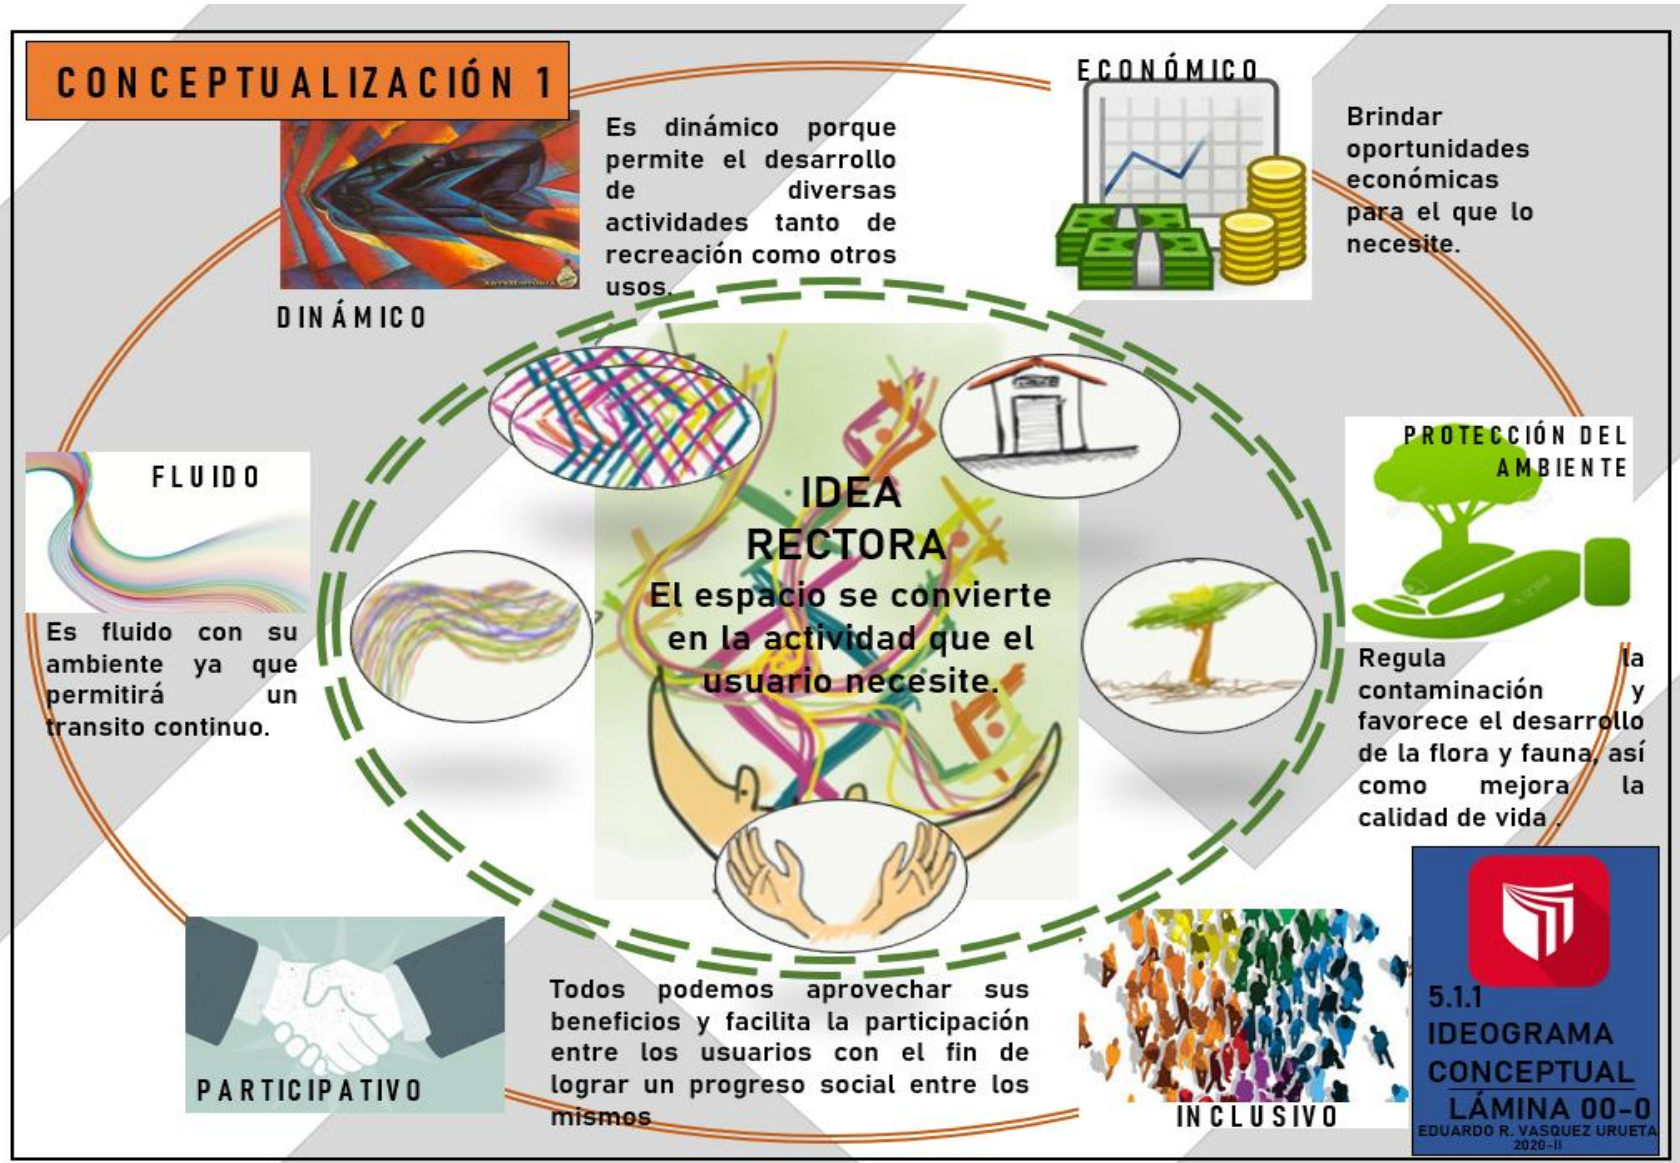 CONCEPTUALIZACIÓN 1
Es dinámico porque
permite el desarrollo
de diversas
actividades tanto de
recreación como otros
usos.
DINÁMICO
ECONÓMICO
Brindar
oportunidades
económicas
para el que lo
necesite.
FLUIDO
Es fluido con su
ambiente ya que
permitirá un
transito continuo.
IDEA
RECTORA
El espacio se convierte
en la actividad que el
usuario necesite.
PROTECCIÓN DEL
AMBIENTE
Regula la
contaminación y
favorece el desarrollo
de la flora y fauna, así
como mejora la
calidad de vida .
PARTICIPATIVO
Todos podemos aprovechar sus
beneficios y facilita la participación
entre los usuarios con el fin de
lograr un progreso social entre los
mismos
INCLUSIVO
5.1.1
IDEOGRAMA
CONCEPTUAL
LÁMINA 00-0
EDUARDO R. VASQUEZ URUETA
2020-II